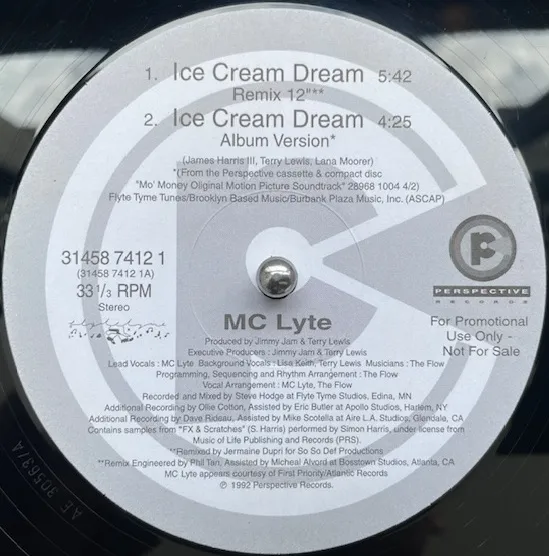 1. Ice Cream Dream 5:42
Remix 12"**
2. Ice Cream Dream 4:25
Album Version*
(James Harris III, Terry Lewis, Lana Moorer)
*(From the Perspective cassette & compact disc
"Mo' Money Original Motion Picture Soundtrack" 28968 1004 4/2)
Flyte Tyme Tunes/Brooklyn Based Music/Burbank Plaza Music, Inc. (ASCAP)
31458 7412 1
(31458 7412 1A)
33 1/3 RPM
Stereo
PERSPECTIVE
RECORDS
For Promotional
Use Only -
Not For Sale
MC Lyte
Produced by Jimmy Jam & Terry Lewis
Executive Producers : Jimmy Jam & Terry Lewis
Lead Vocals : MC Lyte Background Vocals : Lisa Keith, Terry Lewis Musicians : The Flow
Programming, Sequencing and Rhythm Arrangement : The Flow
Vocal Arrangement : MC Lyte, The Flow
Recorded and Mixed by Steve Hodge at Flyte Tyme Studios, Edina, MN
Additional Recording by Ollie Cotton, Assisted by Eric Butler at Apollo Studios, Harlem, NY
Additional Recording by Dave Rideau, Assisted by Mike Scotella at Aire L.A. Studios, Glendale, CA
Contains samples from "FX & Scratches" (S. Harris) performed by Simon Harris, under license from
Music of Life Publishing and Records (PRS).
**Remixed by Jermaine Dupri for So So Def Productions
**Remix Engineered by Phil Tan, Assisted by Micheal Alvord at Bosstown Studios, Atlanta, CA
MC Lyte appears courtesy of First Priority/Atlantic Records
℗ 1992 Perspective Records.